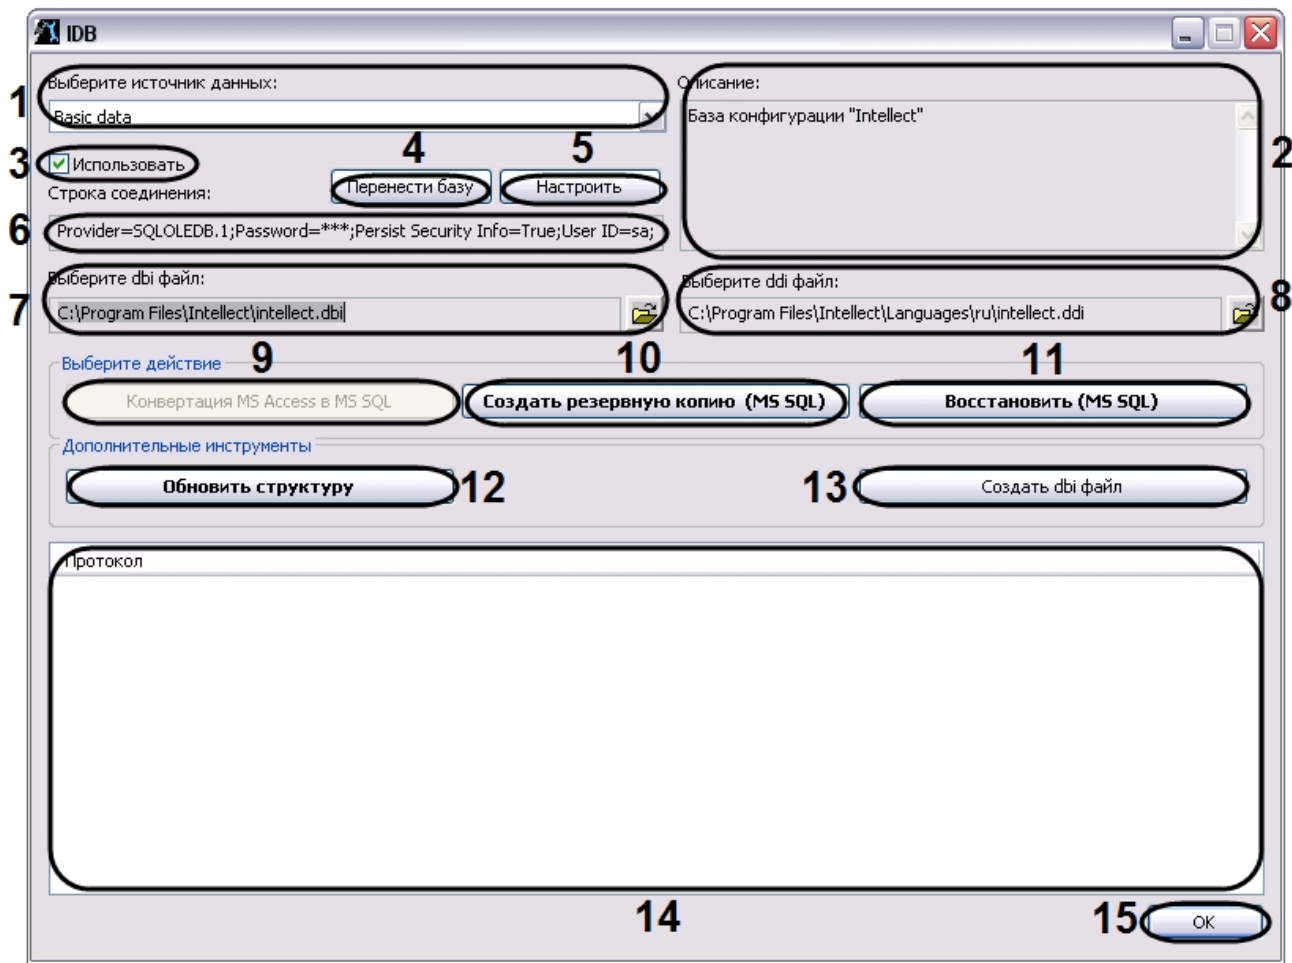 IDB
Выберите источник данных:
Описание:
1
Basic data
База конфигурации "Intellect"
2
3
Использовать
4
5
Перенести базу
Настроить
Строка соединения:
6
Provider=SQLOLEDB.1;Password=***;Persist Security Info=True;User ID=sa;
Выберите dbi файл:
Выберите ddi файл:
7
C:\Program Files\Intellect\intellect.dbi
C:\Program Files\Intellect\Languages\ru\intellect.ddi
8
Выберите действие
9
10
11
Конвертация MS Access в MS SQL
Создать резервную копию (MS SQL)
Восстановить (MS SQL)
Дополнительные инструменты
Обновить структуру
12
13
Создать dbi файл
Протокол
14
15
OK